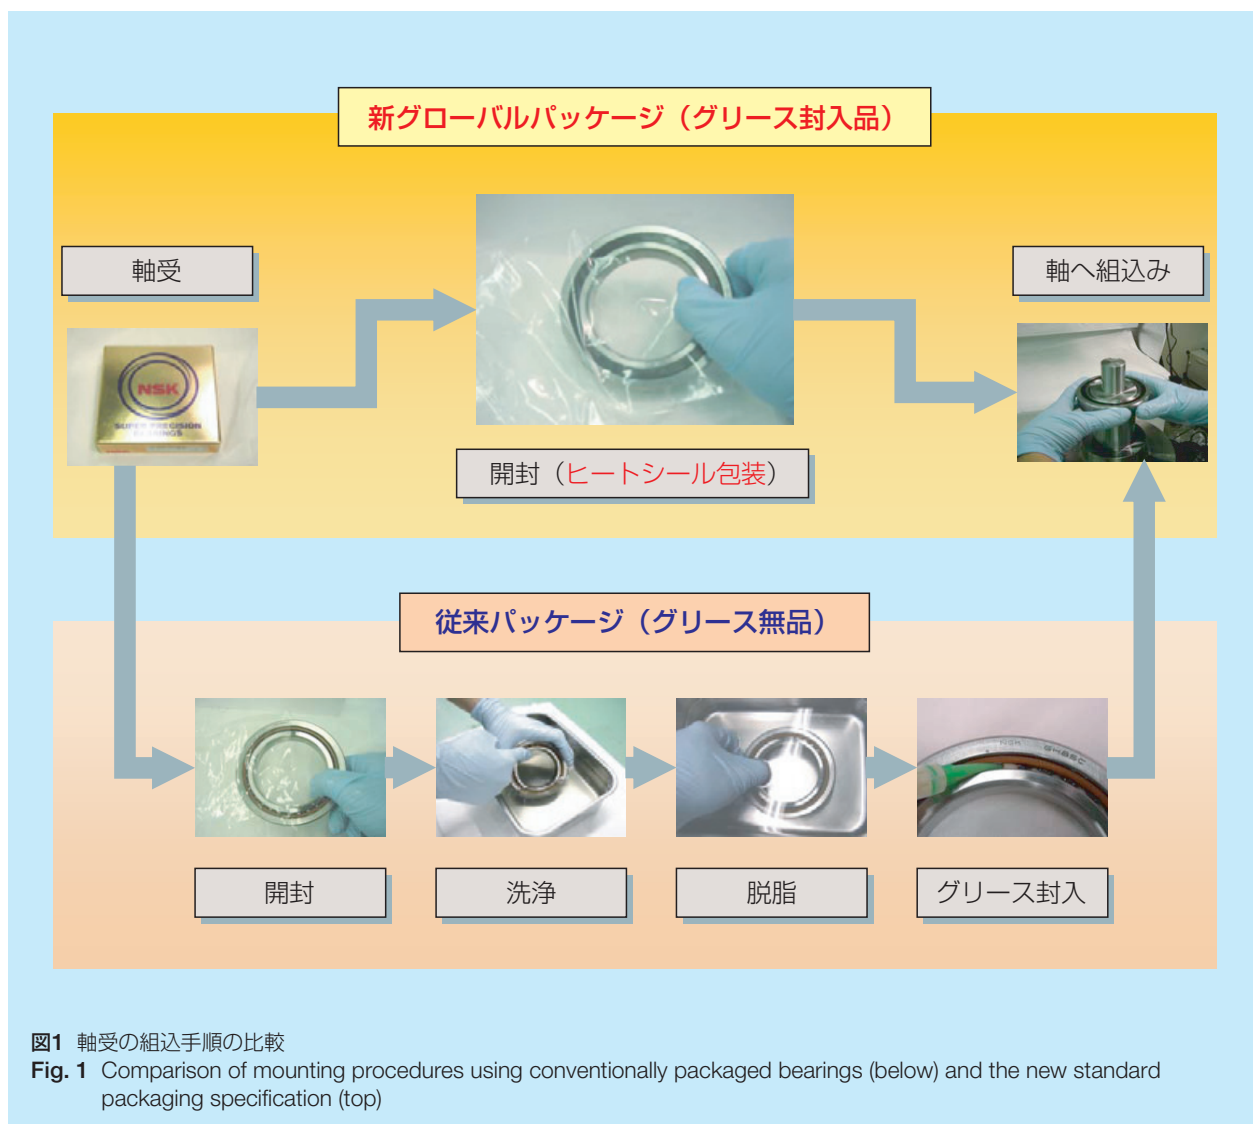 新グローバルパッケージ（グリース封入品）
軸受
軸へ組込み
NSK
SUPER PRECISION
BEARINGS
開封（ヒートシール包装）
従来パッケージ（グリース無品）
NSK
開封
洗浄
脱脂
グリース封入
図1 軸受の組込手順の比較
Fig. 1 Comparison of mounting procedures using conventionally packaged bearings (below) and the new standard
packaging specification (top)